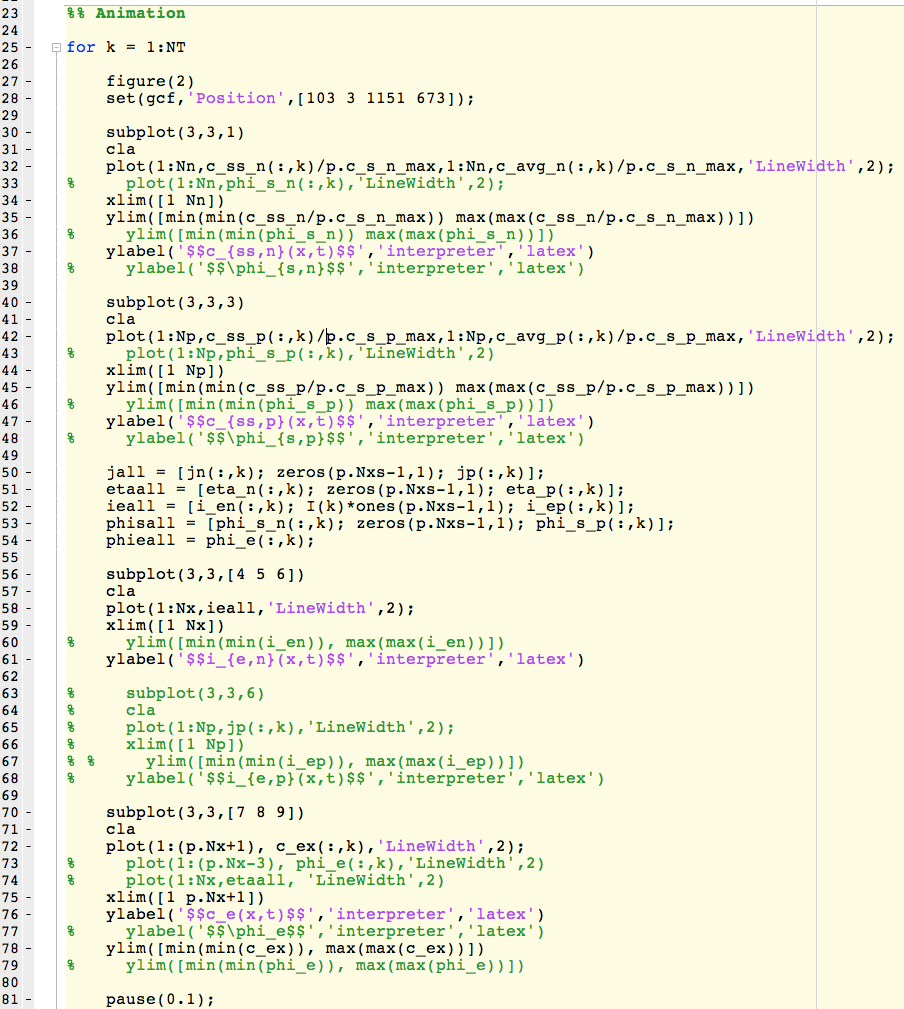 23 %% Animation
24
25 - for k = 1:NT
26
27 - figure(2)
28 - set(gcf,'Position',[103 3 1151 673]);
29
30 - subplot(3,3,1)
31 - cla
32 - plot(1:Nn,c_ss_n(:,k)/p.c_s_n_max,1:Nn,c_avg_n(:,k)/p.c_s_n_max,'LineWidth',2);
33 % plot(1:Nn,phi_s_n(:,k),'LineWidth',2);
34 - xlim([1 Nn])
35 - ylim([min(min(c_ss_n/p.c_s_n_max)) max(max(c_ss_n/p.c_s_n_max))])
36 % ylim([min(min(phi_s_n)) max(max(phi_s_n))])
37 - ylabel('$$c_{ss,n}(x,t)$$','interpreter','latex')
38 % ylabel('$$\phi_{s,n}$$','interpreter','latex')
39
40 - subplot(3,3,3)
41 - cla
42 - plot(1:Np,c_ss_p(:,k)/p.c_s_p_max,1:Np,c_avg_p(:,k)/p.c_s_p_max,'LineWidth',2);
43 % plot(1:Np,phi_s_p(:,k),'LineWidth',2)
44 - xlim([1 Np])
45 - ylim([min(min(c_ss_p/p.c_s_p_max)) max(max(c_ss_p/p.c_s_p_max))])
46 % ylim([min(min(phi_s_p)) max(max(phi_s_p))])
47 - ylabel('$$c_{ss,p}(x,t)$$','interpreter','latex')
48 % ylabel('$$\phi_{s,p}$$','interpreter','latex')
49
50 - jall = [jn(:,k); zeros(p.Nxs-1,1); jp(:,k)];
51 - etaall = [eta_n(:,k); zeros(p.Nxs-1,1); eta_p(:,k)];
52 - ieall = [i_en(:,k); I(k)*ones(p.Nxs-1,1); i_ep(:,k)];
53 - phisall = [phi_s_n(:,k); zeros(p.Nxs-1,1); phi_s_p(:,k)];
54 - phieall = phi_e(:,k);
55
56 - subplot(3,3,[4 5 6])
57 - cla
58 - plot(1:Nx,ieall,'LineWidth',2);
59 - xlim([1 Nx])
60 % ylim([min(min(i_en)), max(max(i_en))])
61 - ylabel('$$i_{e,n}(x,t)$$','interpreter','latex')
62
63 % subplot(3,3,6)
64 % cla
65 % plot(1:Np,jp(:,k),'LineWidth',2);
66 % xlim([1 Np])
67 % % ylim([min(min(i_ep)), max(max(i_ep))])
68 % ylabel('$$i_{e,p}(x,t)$$','interpreter','latex')
69
70 - subplot(3,3,[7 8 9])
71 - cla
72 - plot(1:(p.Nx+1), c_ex(:,k),'LineWidth',2);
73 % plot(1:(p.Nx-3), phi_e(:,k),'LineWidth',2)
74 % plot(1:Nx,etaall, 'LineWidth',2)
75 - xlim([1 p.Nx+1])
76 - ylabel('$$c_e(x,t)$$','interpreter','latex')
77 % ylabel('$$\phi_e$$','interpreter','latex')
78 - ylim([min(min(c_ex)), max(max(c_ex))])
79 % ylim([min(min(phi_e)), max(max(phi_e))])
80
81 - pause(0.1);